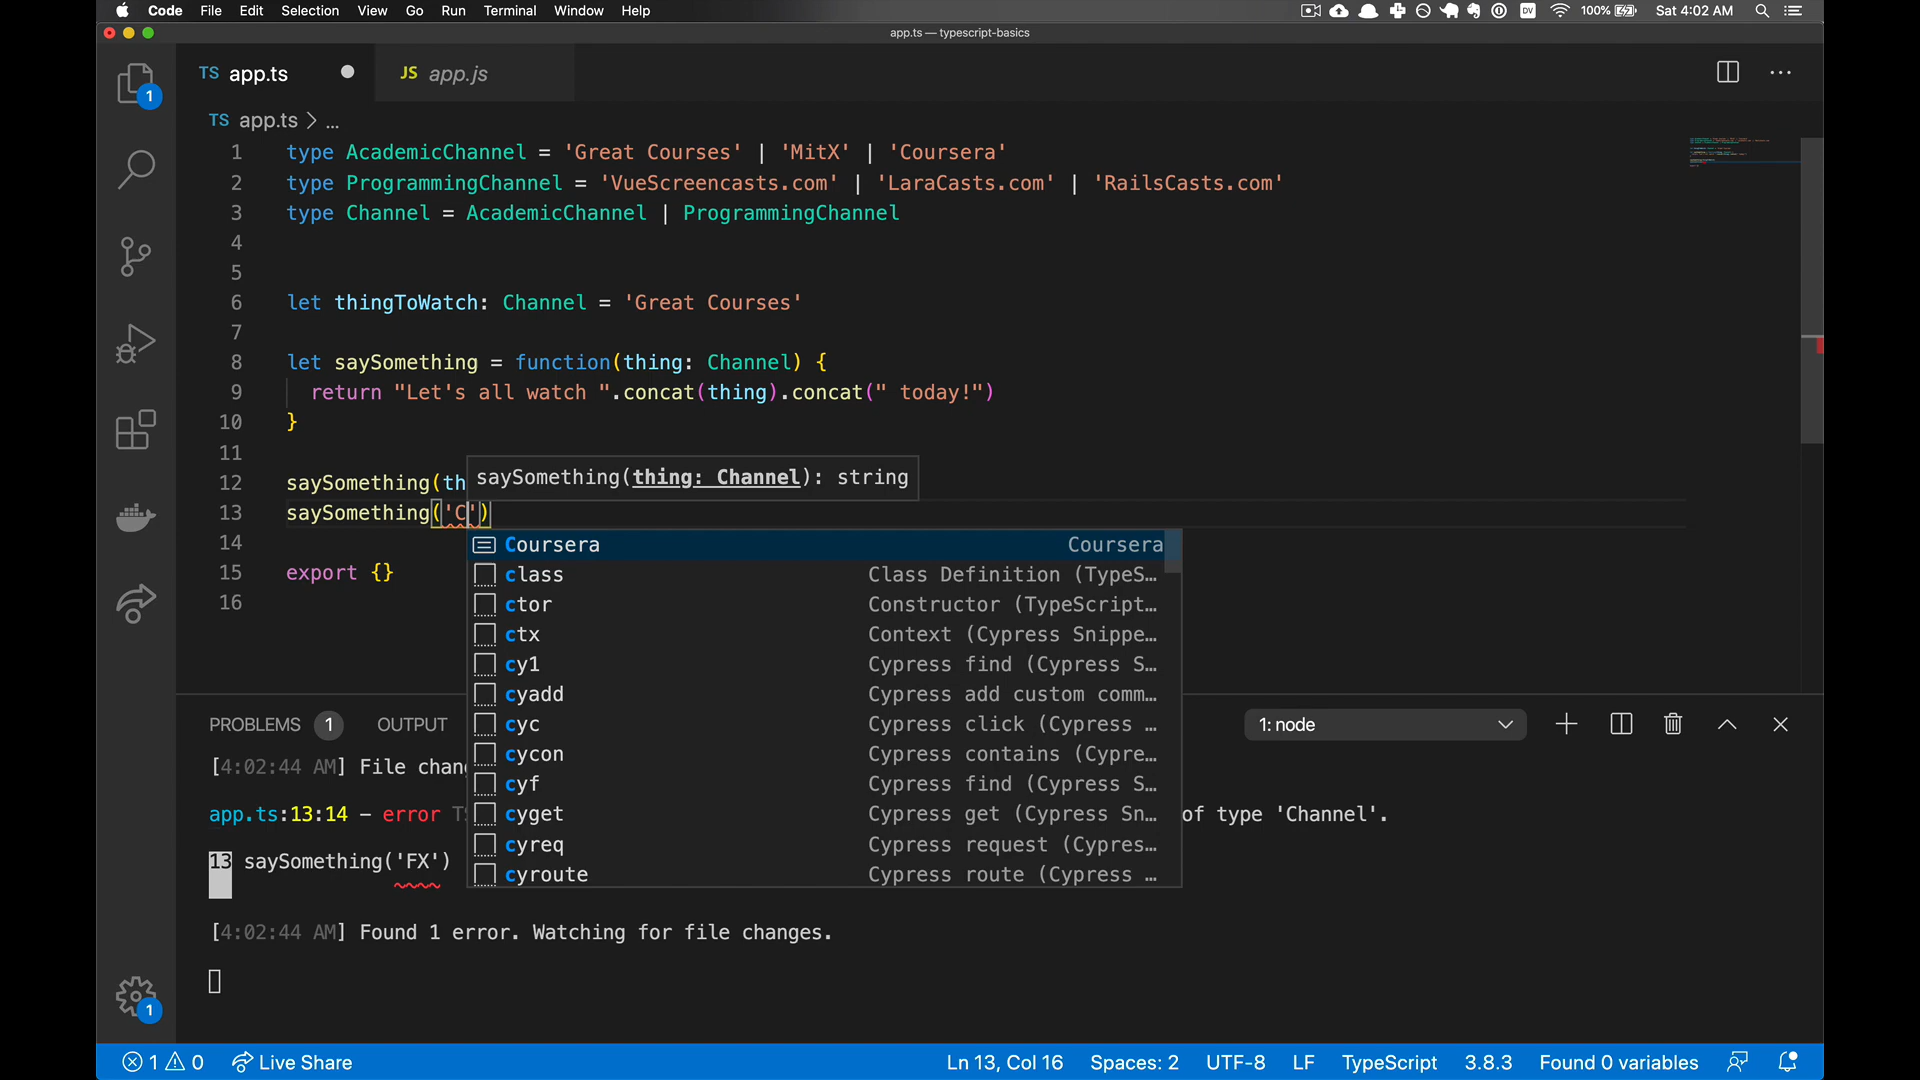 Code File Edit Selection View Go Run Terminal Window Help DV 100% Sat 4:02 AM
app.ts — typescript-basics
TS app.ts JS app.js
1
TS app.ts > ...
1 type AcademicChannel = 'Great Courses' | 'MitX' | 'Coursera'
2 type ProgrammingChannel = 'VueScreencasts.com' | 'LaraCasts.com' | 'RailsCasts.com'
3 type Channel = AcademicChannel | ProgrammingChannel
4
5
6 let thingToWatch: Channel = 'Great Courses'
7
8 let saySomething = function(thing: Channel) {
9 return "Let's all watch ".concat(thing).concat(" today!")
10 }
11
saySomething(thing: Channel): string
12 saySomething(th
13 saySomething('C')
14
15 export {}
16
Coursera Coursera
class Class Definition (TypeS…
ctor Constructor (TypeScript…
ctx Context (Cypress Snippe…
cy1 Cypress find (Cypress S…
cyadd Cypress add custom comm…
cyc Cypress click (Cypress …
cycon Cypress contains (Cypre…
cyf Cypress find (Cypress S…
cyget Cypress get (Cypress Sn…
cyreq Cypress request (Cypres…
cyroute Cypress route (Cypress …
PROBLEMS 1 OUTPUT 1: node
[4:02:44 AM] File chang
app.ts:13:14 - error TS of type 'Channel'.
13 saySomething('FX')
[4:02:44 AM] Found 1 error. Watching for file changes.
1
1 0 Live Share Ln 13, Col 16 Spaces: 2 UTF-8 LF TypeScript 3.8.3 Found 0 variables